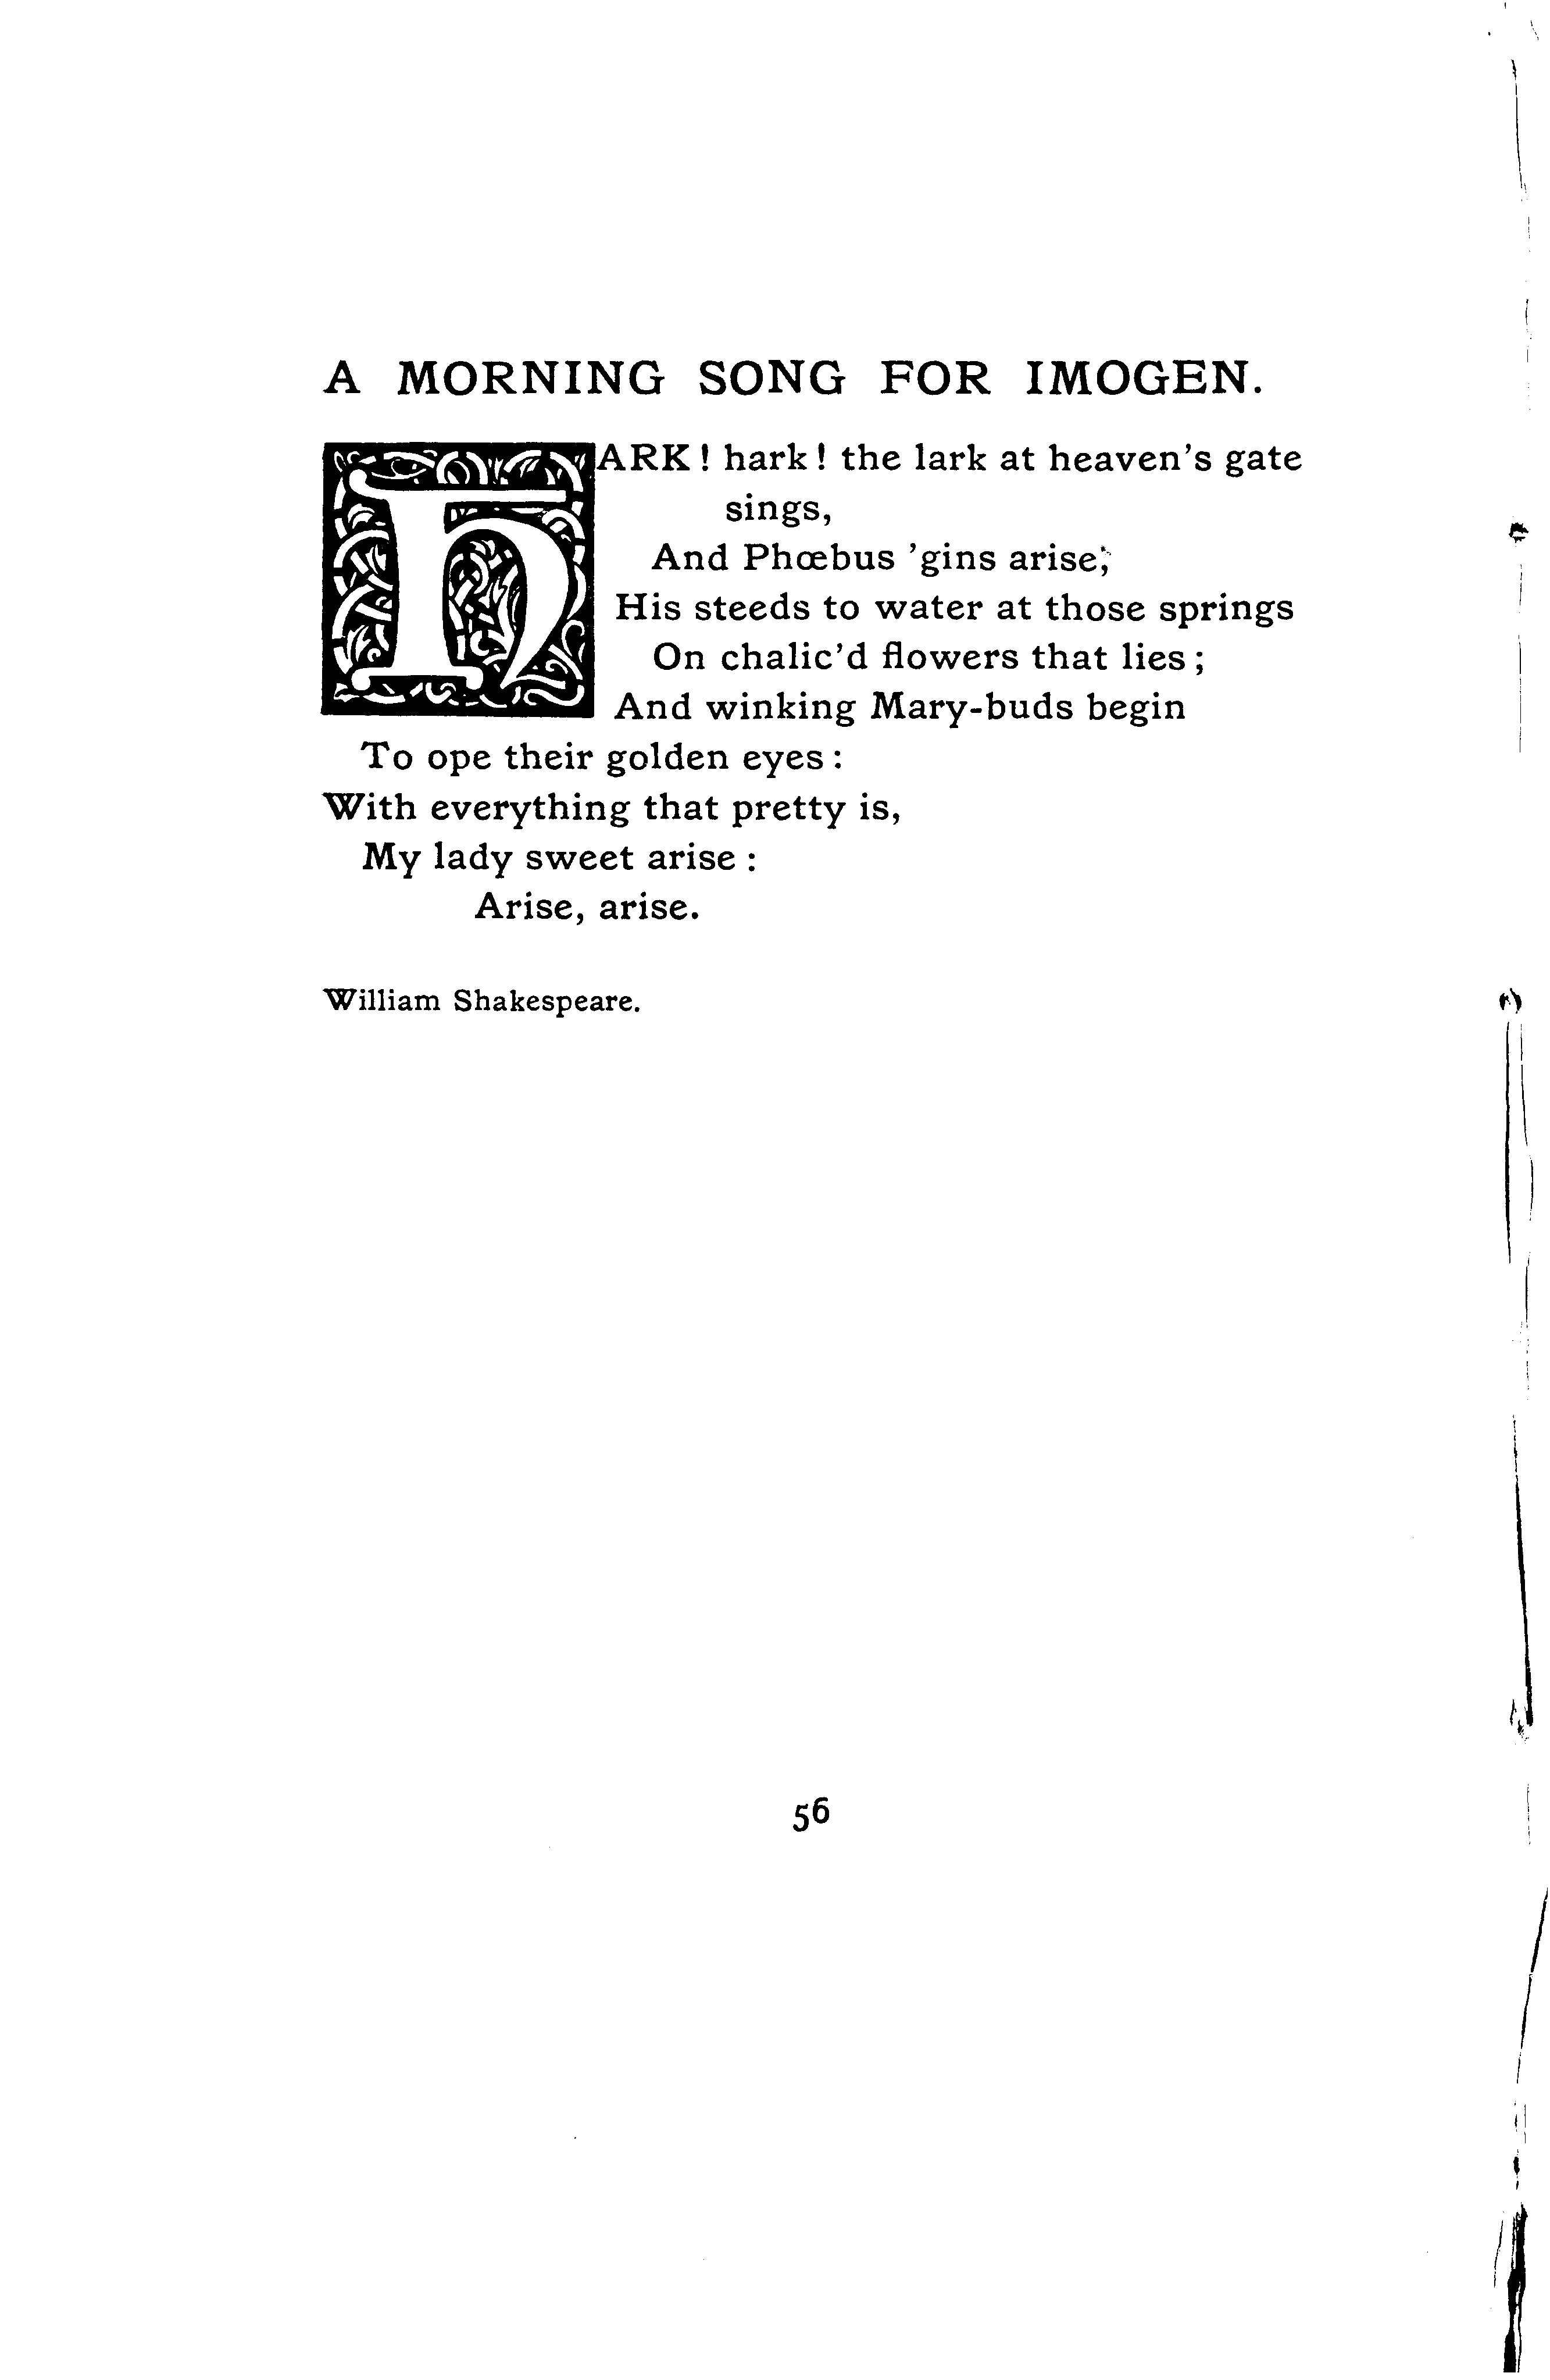 A MORNING SONG FOR IMOGEN.
HARK! hark! the lark at heaven's gate
sings,
And Phœbus 'gins arise,
His steeds to water at those springs
On chalic'd flowers that lies;
And winking Mary-buds begin
To ope their golden eyes:
With everything that pretty is,
My lady sweet arise:
Arise, arise.
William Shakespeare.
56